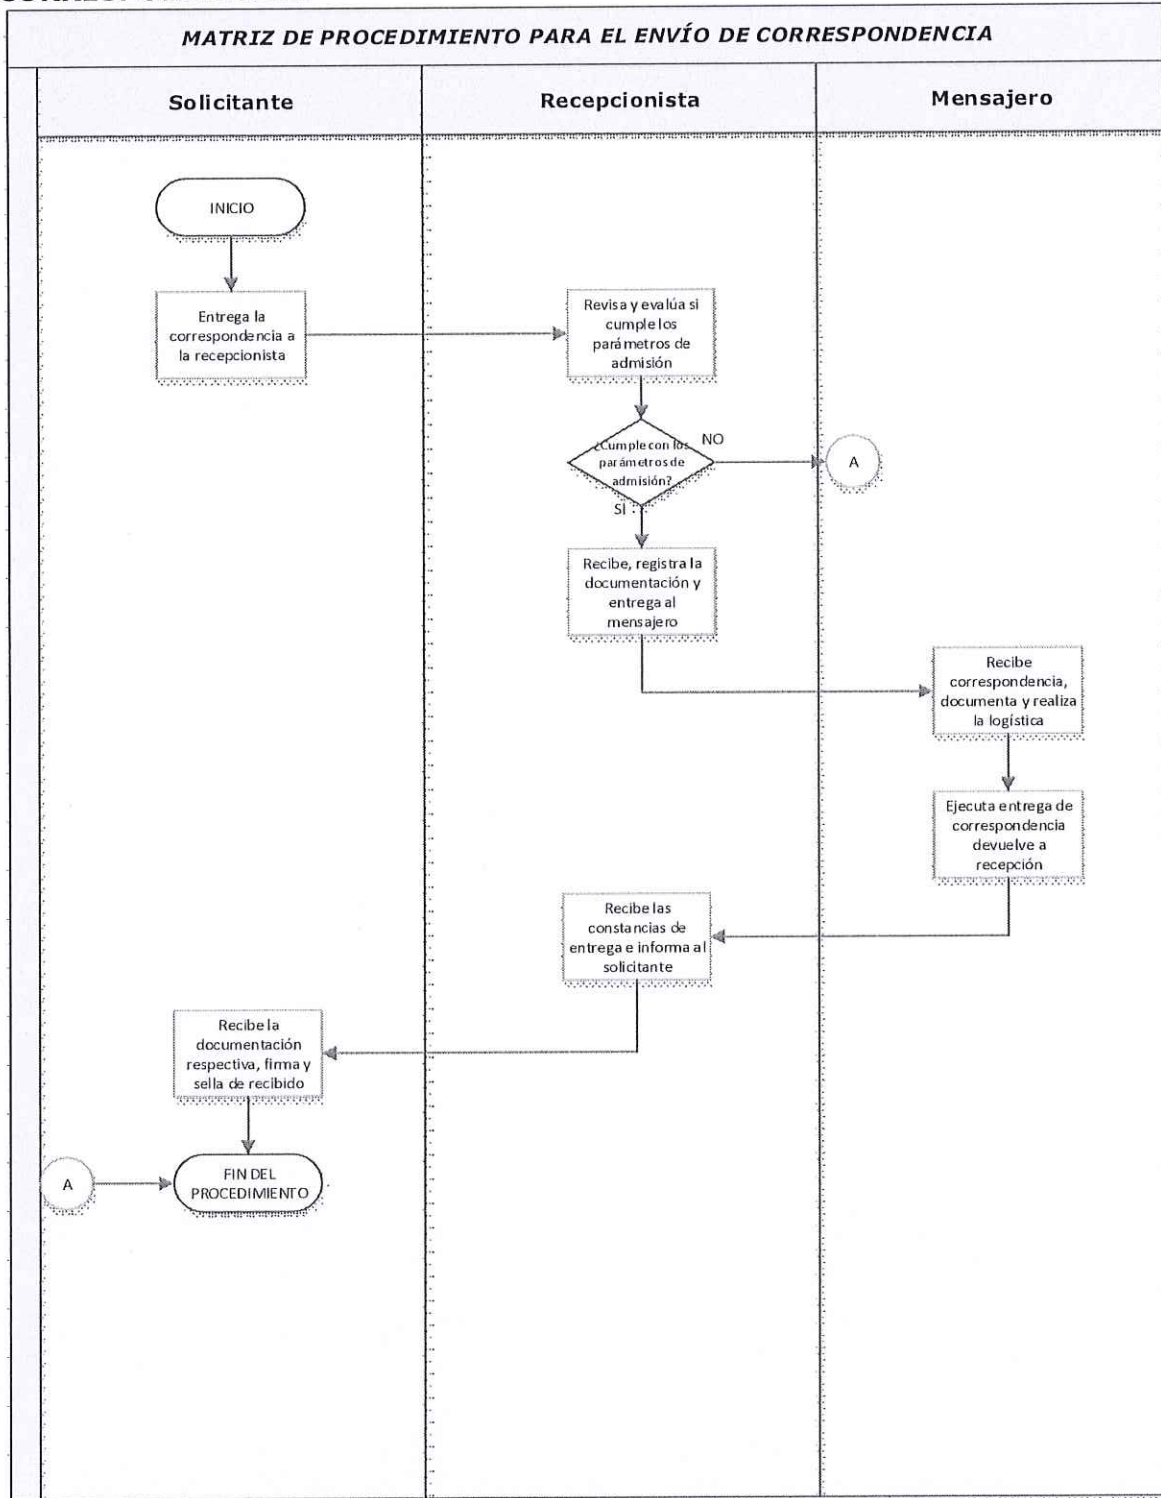 MATRIZ DE PROCEDIMIENTO PARA EL ENVÍO DE CORRESPONDENCIA
Solicitante
Recepcionista
Mensajero
INICIO
Entrega la
correspondencia a
la recepcionista
Revisa y evalúa si
cumple los
parámetros de
admisión
¿Cumple con los
parámetros de
admisión?
NO
A
SÍ
Recibe, registra la
documentación y
entrega al
mensajero
Recibe
correspondencia,
documenta y realiza
la logística
Ejecuta entrega de
correspondencia
devuelve a
recepción
Recibe las
constancias de
entrega e informa al
solicitante
Recibe la
documentación
respectiva, firma y
sella de recibido
A
FIN DEL
PROCEDIMIENTO